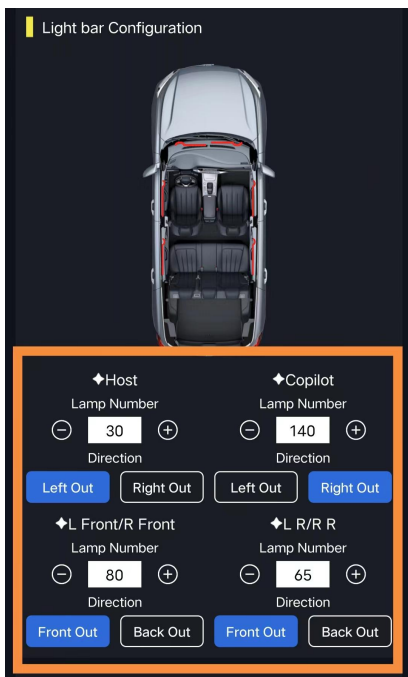 Light bar Configuration
✦Host
✦Copilot
Lamp Number
Lamp Number
− 30 +
− 140 +
Direction
Direction
Left Out
Right Out
Left Out
Right Out
✦L Front/R Front
✦L R/R R
Lamp Number
Lamp Number
− 80 +
− 65 +
Direction
Direction
Front Out
Back Out
Front Out
Back Out